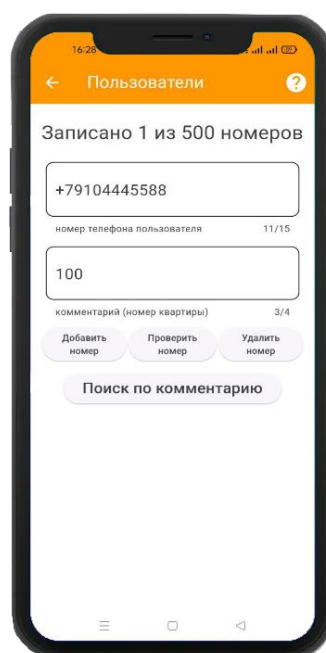 16:28
← Пользователи ?
Записано 1 из 500 номеров
+79104445588
номер телефона пользователя 11/15
100
комментарий (номер квартиры) 3/4
Добавить номер Проверить номер Удалить номер
Поиск по комментарию